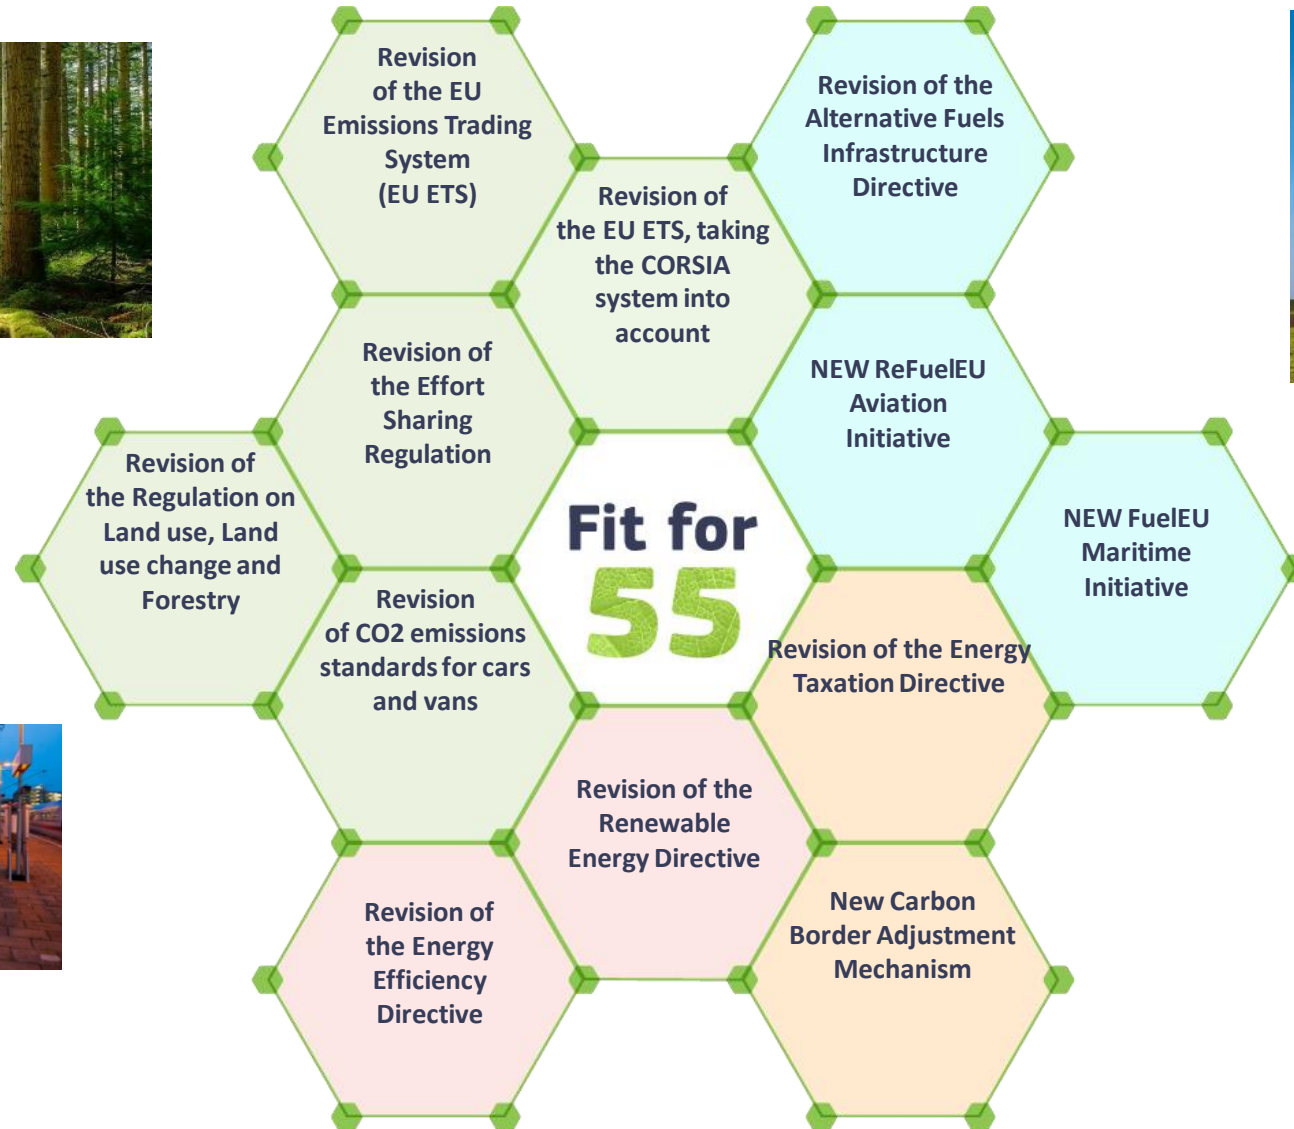 Revision
of the EU
Emissions Trading
System
(EU ETS)
Revision of the
Alternative Fuels
Infrastructure
Directive
Revision of
the EU ETS, taking
the CORSIA
system into
account
Revision of
the Effort
Sharing
Regulation
NEW ReFuelEU
Aviation
Initiative
Revision of
the Regulation on
Land use, Land
use change and
Forestry
Fit for
55
NEW FuelEU
Maritime
Initiative
Revision
of CO2 emissions
standards for cars
and vans
Revision of the Energy
Taxation Directive
Revision of the
Renewable
Energy Directive
Revision of
the Energy
Efficiency
Directive
New Carbon
Border Adjustment
Mechanism